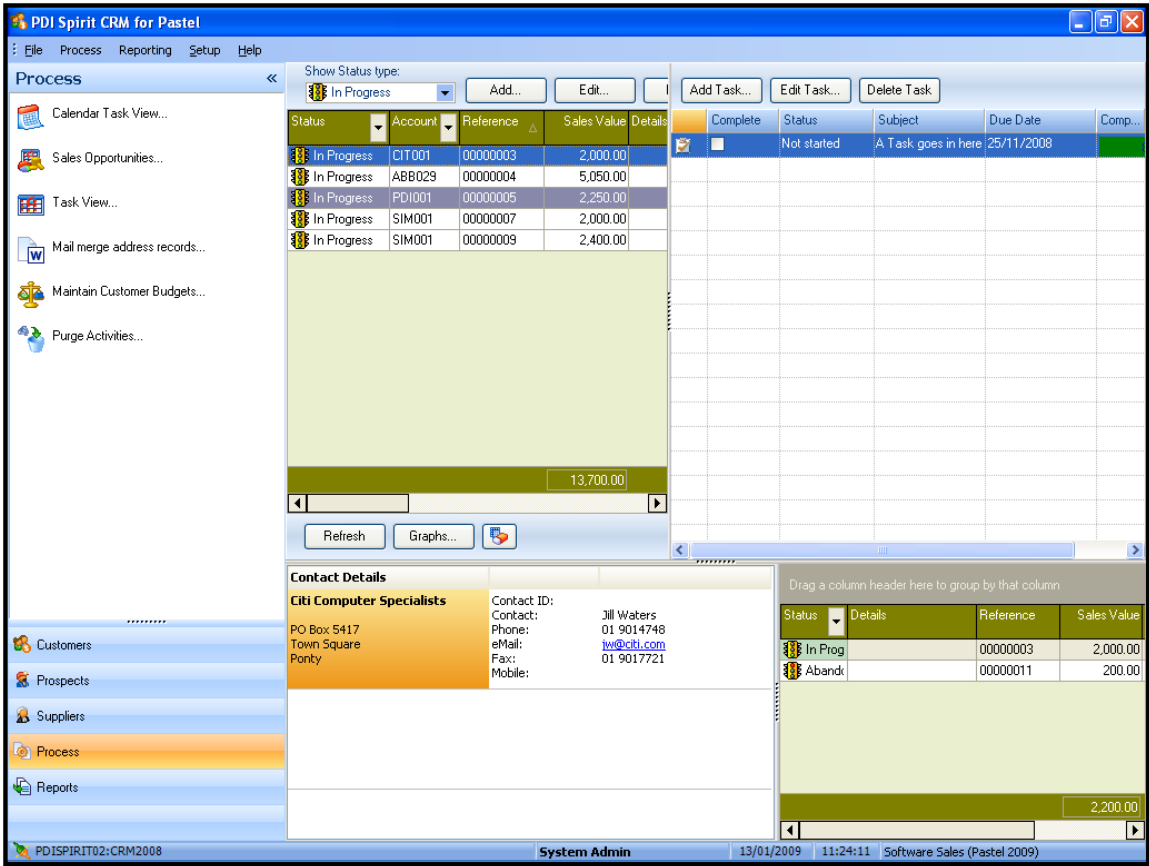 PDI Spirit CRM for Pastel
File Process Reporting Setup Help
Process «
Calendar Task View...
Sales Opportunities...
Task View...
Mail merge address records...
Maintain Customer Budgets...
Purge Activities...
Customers
Prospects
Suppliers
Process
Reports
Show Status type:
In Progress Add... Edit...
Status Account Reference Sales Value Details
In Progress CIT001 00000003 2,000.00
In Progress ABB029 00000004 5,050.00
In Progress PDI001 00000005 2,250.00
In Progress SIM001 00000007 2,000.00
In Progress SIM001 00000009 2,400.00
13,700.00
Refresh Graphs...
Add Task... Edit Task... Delete Task
Complete Status Subject Due Date Comp...
Not started A Task goes in here 25/11/2008
Contact Details
Citi Computer Specialists
PO Box 5417
Town Square
Ponty
Contact ID:
Contact: Jill Waters
Phone: 01 9014748
eMail: jw@citi.com
Fax: 01 9017721
Mobile:
Drag a column header here to group by that column
Status Details Reference Sales Value
In Prog 00000003 2,000.00
Aband 00000011 200.00
2,200.00
PDISPIRIT02:CRM2008 System Admin 13/01/2009 11:24:11 Software Sales (Pastel 2009)